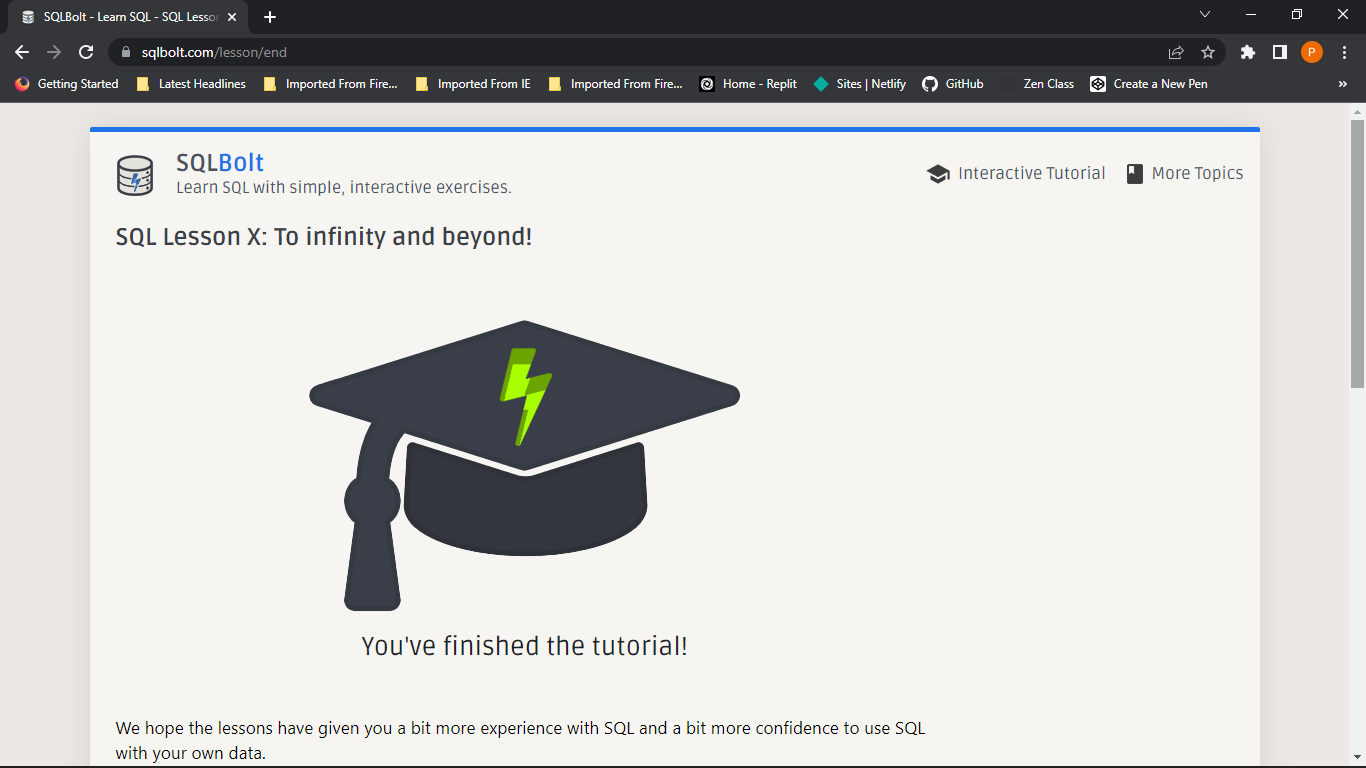 SQLBolt - Learn SQL - SQL Lesson
sqlbolt.com/lesson/end
P
Getting Started Latest Headlines Imported From Fire... Imported From IE Imported From Fire... Home - Replit Sites | Netlify GitHub Zen Class Create a New Pen »
SQLBolt
Learn SQL with simple, interactive exercises.
Interactive Tutorial More Topics
SQL Lesson X: To infinity and beyond!
You've finished the tutorial!
We hope the lessons have given you a bit more experience with SQL and a bit more confidence to use SQL
with your own data.